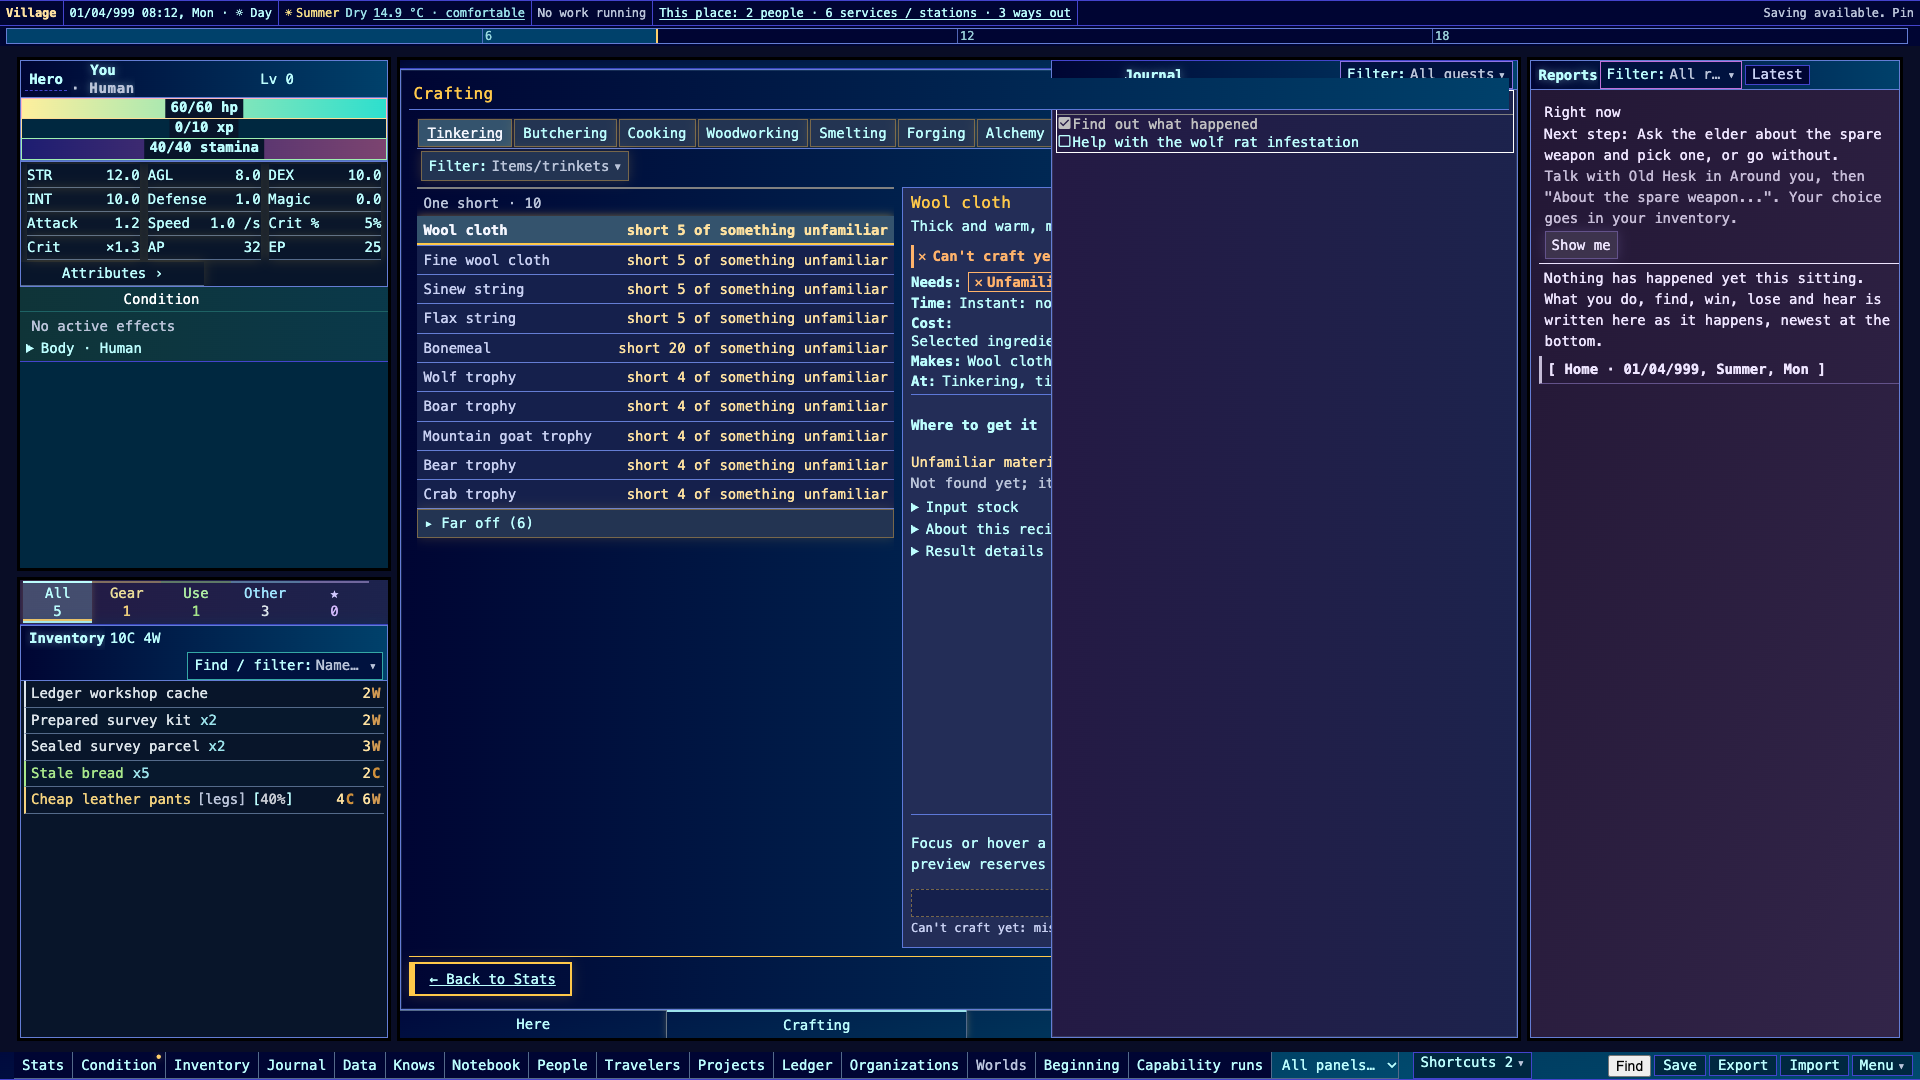 Village 01/04/999 08:12, Mon · ☀ Day ☀ Summer Dry 14.9 °C · comfortable No work running This place: 2 people · 6 services / stations · 3 ways out Saving available. Pin
6 12 18
Hero · You Human Lv 0
60/60 hp
0/10 xp
40/40 stamina
STR 12.0 AGL 8.0 DEX 10.0
INT 10.0 Defense 1.0 Magic 0.0
Attack 1.2 Speed 1.0 /s Crit % 5%
Crit ×1.3 AP 32 EP 25
Attributes ›
Condition
No active effects
▶ Body · Human
All 5 Gear 1 Use 1 Other 3 ★ 0
Inventory 10C 4W
Find / filter: Name… ▾
Ledger workshop cache 2W
Prepared survey kit x2 2W
Sealed survey parcel x2 3W
Stale bread x5 2C
Cheap leather pants [legs] [40%] 4C 6W
Crafting
Tinkering Butchering Cooking Woodworking Smelting Forging Alchemy
Filter: Items/trinkets ▾
One short · 10
Wool cloth short 5 of something unfamiliar
Fine wool cloth short 5 of something unfamiliar
Sinew string short 5 of something unfamiliar
Flax string short 5 of something unfamiliar
Bonemeal short 20 of something unfamiliar
Wolf trophy short 4 of something unfamiliar
Boar trophy short 4 of something unfamiliar
Mountain goat trophy short 4 of something unfamiliar
Bear trophy short 4 of something unfamiliar
Crab trophy short 4 of something unfamiliar
▸ Far off (6)
Wool cloth
Thick and warm,
× Can't craft ye
Needs: × Unfamili
Time: Instant: no
Cost:
Selected ingredie
Makes: Wool cloth
At: Tinkering, ti
Where to get it
Unfamiliar materi
Not found yet; it
▶ Input stock
▶ About this reci
▶ Result details
Focus or hover a
preview reserves
Can't craft yet: mis
← Back to Stats
Here Crafting
Journal Filter: All quests ▾
Find out what happened
Help with the wolf rat infestation
Reports Filter: All r… ▾ Latest
Right now
Next step: Ask the elder about the spare
weapon and pick one, or go without.
Talk with Old Hesk in Around you, then
"About the spare weapon...". Your choice
goes in your inventory.
Show me
Nothing has happened yet this sitting.
What you do, find, win, lose and hear is
written here as it happens, newest at the
bottom.
[ Home · 01/04/999, Summer, Mon ]
Stats Condition Inventory Journal Data Knows Notebook People Travelers Projects Ledger Organizations Worlds Beginning Capability runs All panels… Shortcuts 2 ▾ Find Save Export Import Menu ▾